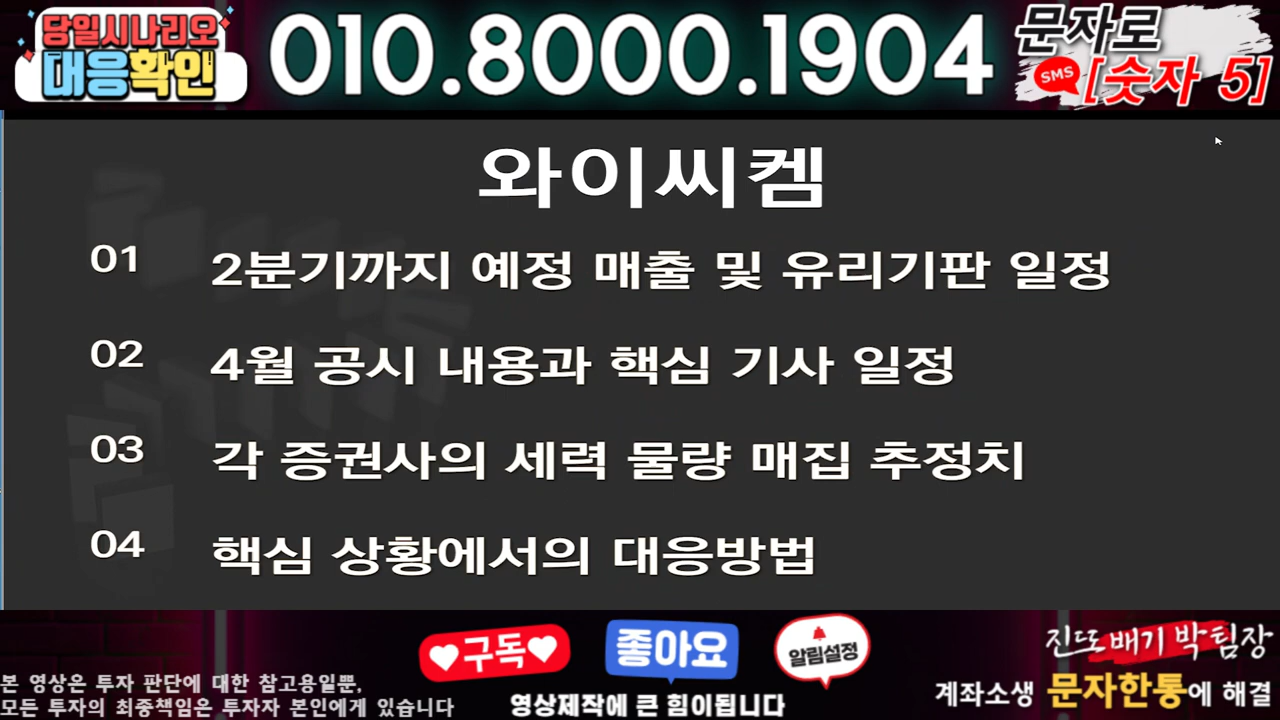 당일시나리오
대응확인
010.8000.1904
문자로
SMS [숫자 5]
와이씨켐
01 2분기까지 예정 매출 및 유리기판 일정
02 4월 공시 내용과 핵심 기사 일정
03 각 증권사의 세력 물량 매집 추정치
04 핵심 상황에서의 대응방법
구독
좋아요
알림설정
영상제작에 큰 힘이됩니다
본 영상은 투자 판단에 대한 참고용일뿐,
모든 투자의 최종책임은 투자자 본인에게 있습니다
진또배기 박팀장
계좌소생 문자한통에 해결